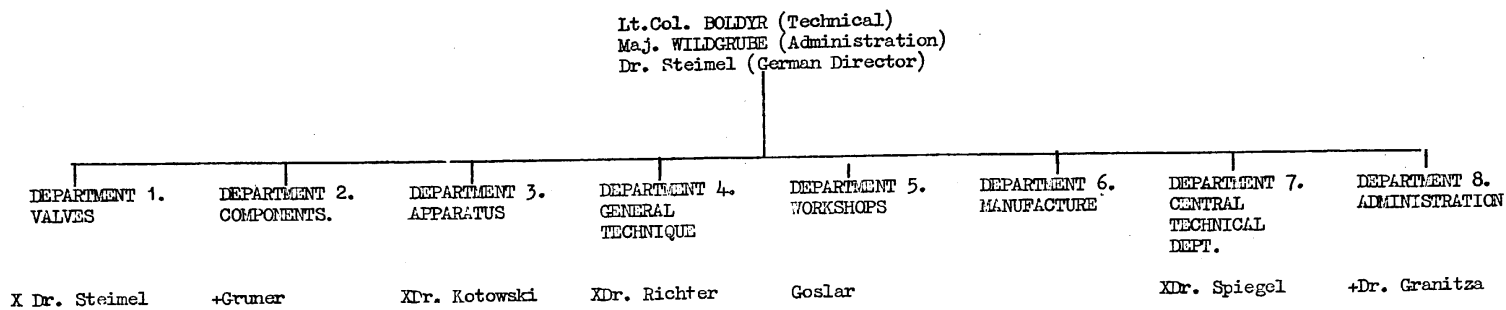 Lt.Col. BOLDYR (Technical)
Maj. WILDGRUBE (Administration)
Dr. Steimel (German Director)
DEPARTMENT 1.
VALVES
X Dr. Steimel
DEPARTMENT 2.
COMPONENTS.
+Gruner
DEPARTMENT 3.
APPARATUS
XDr. Kotowski
DEPARTMENT 4.
GENERAL
TECHNIQUE
XDr. Richter
DEPARTMENT 5.
WORKSHOPS
Goslar
DEPARTMENT 6.
MANUFACTURE
DEPARTMENT 7.
CENTRAL
TECHNICAL
DEPT.
XDr. Spiegel
DEPARTMENT 8.
ADMINISTRATION
+Dr. Granitza